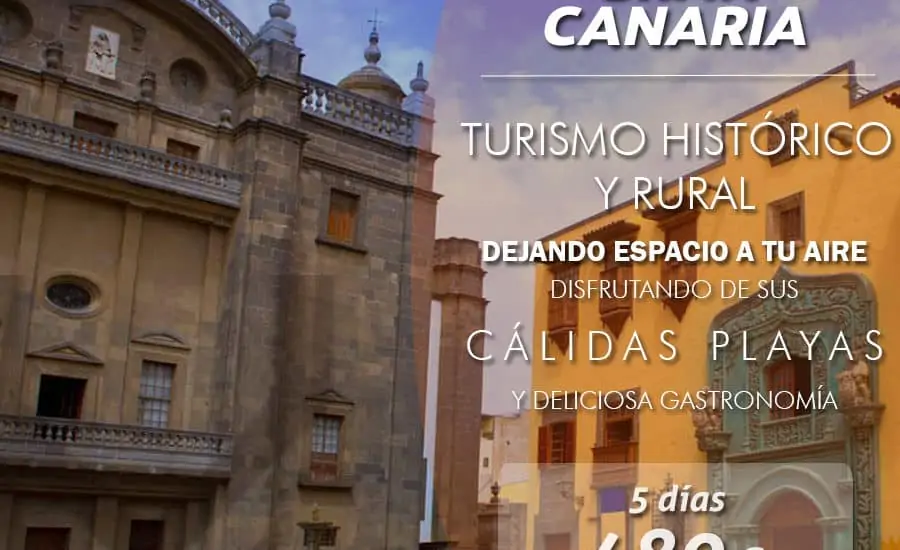 CANARIA
TURISMO HISTÓRICO
Y RURAL
DEJANDO ESPACIO A TU AIRE
DISFRUTANDO DE SUS
CÁLIDAS PLAYAS
Y DELICIOSA GASTRONOMÍA
5 días